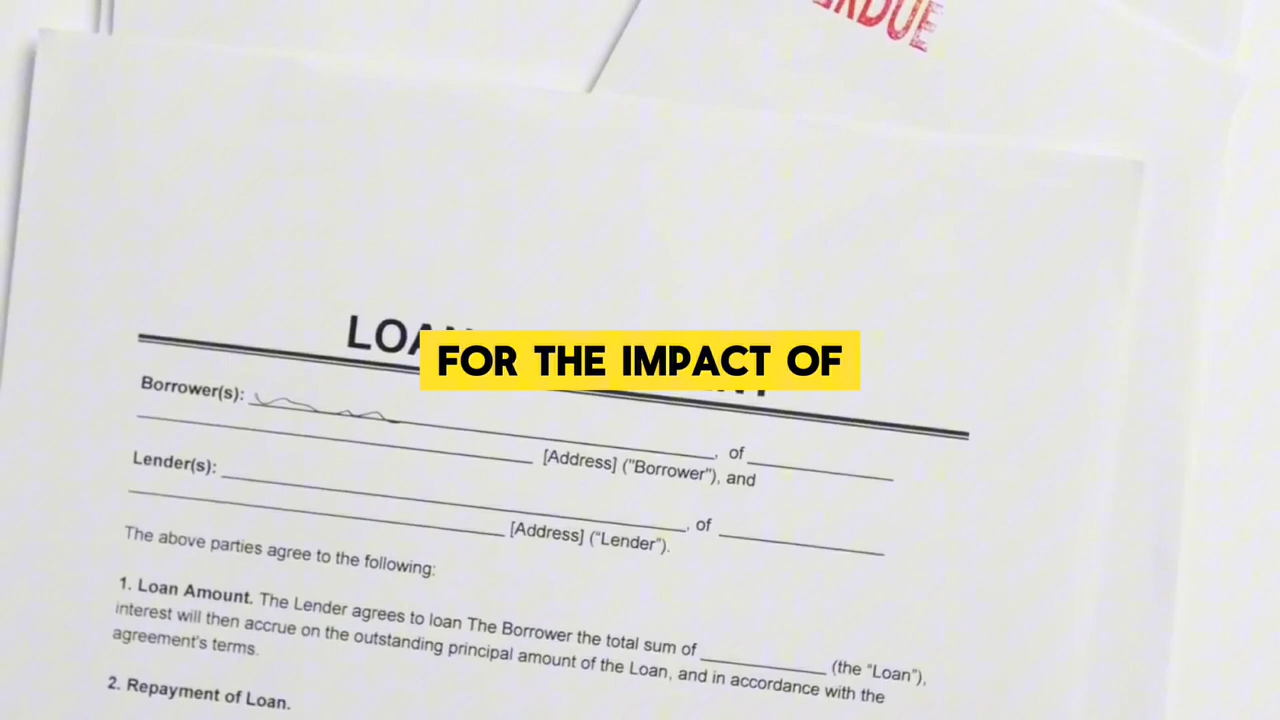 FOR THE IMPACT OF
Borrower(s): , of
[Address] ("Borrower"), and
Lender(s): , of
[Address] ("Lender").
The above parties agree to the following:
1. Loan Amount. The Lender agrees to loan The Borrower the total sum of (the "Loan"),
interest will then accrue on the outstanding principal amount of the Loan, and in accordance with the
agreement's terms.
2. Repayment of Loan.